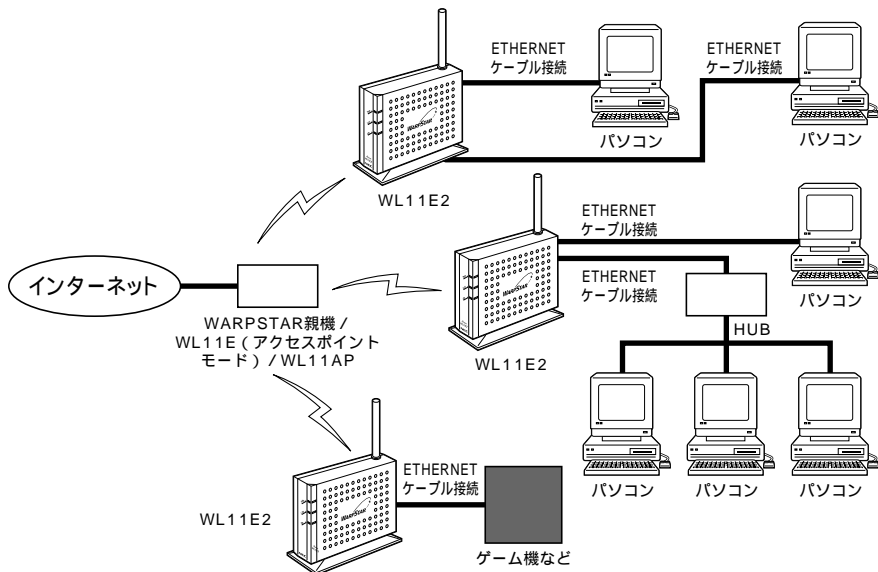 ETHERNET
ケーブル接続
ETHERNET
ケーブル接続
WARPSTAR
パソコン
パソコン
WL11E2
ETHERNET
ケーブル接続
ETHERNET
ケーブル接続
WARPSTAR
パソコン
HUB
WL11E2
インターネット
WARPSTAR親機/
WL11E(アクセスポイント
モード)/WL11AP
パソコン
パソコン
パソコン
ETHERNET
ケーブル接続
WARPSTAR
WL11E2
ゲーム機など